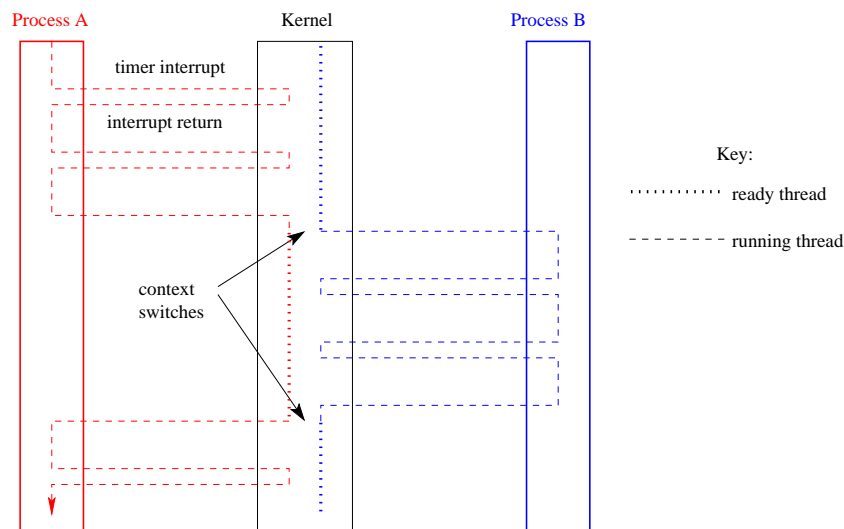 Process A
Kernel
Process B
timer interrupt
interrupt return
Key:
ready thread
running thread
context
switches